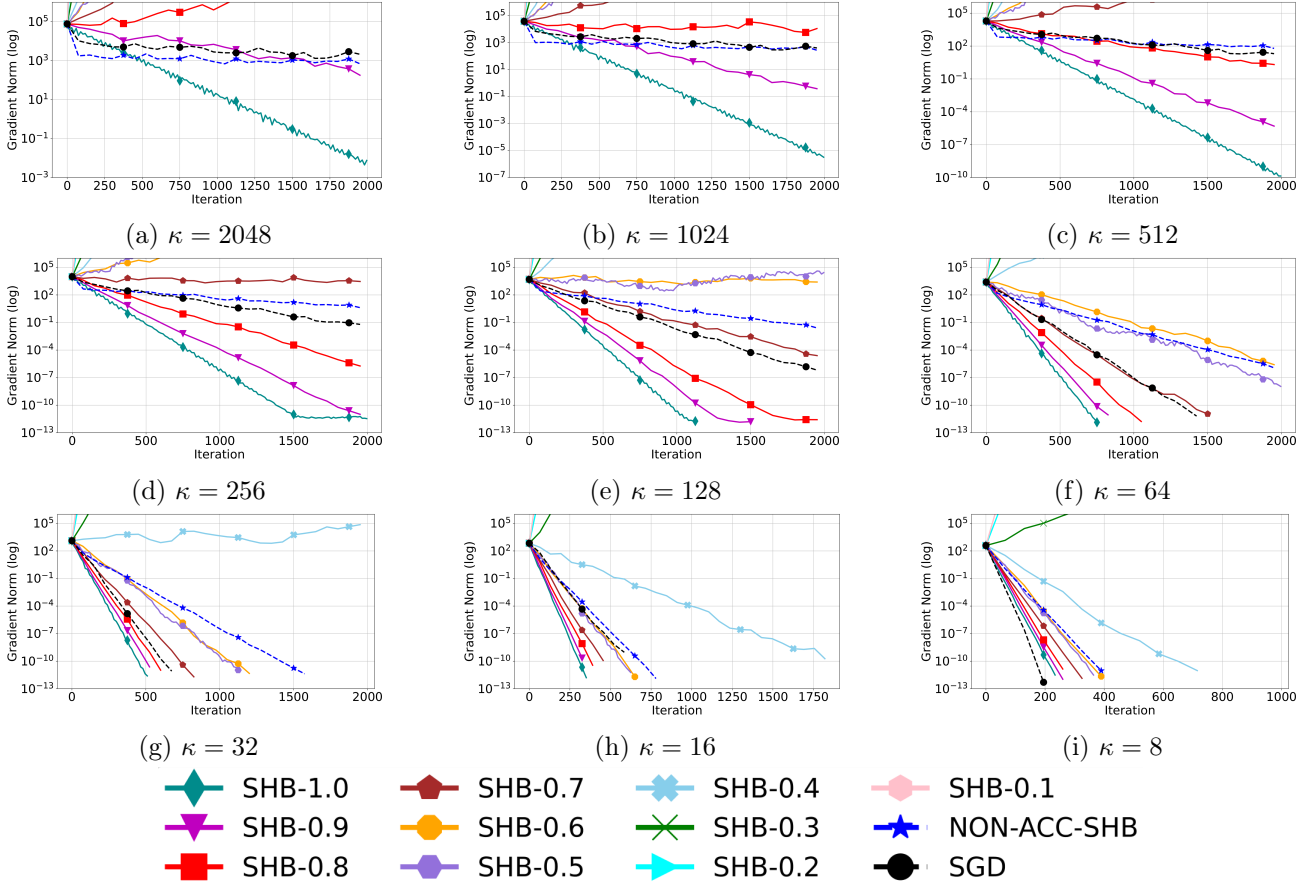 Gradient Norm (log)
10^5
10^3
10^1
10^-1
10^-3
0 250 500 750 1000 1250 1500 1750 2000
Iteration
(a) κ = 2048
Gradient Norm (log)
10^5
10^3
10^1
10^-1
10^-3
10^-5
10^-7
0 250 500 750 1000 1250 1500 1750 2000
Iteration
(b) κ = 1024
Gradient Norm (log)
10^5
10^2
10^-1
10^-4
10^-7
10^-10
0 500 1000 1500 2000
Iteration
(c) κ = 512
Gradient Norm (log)
10^5
10^2
10^-1
10^-4
10^-7
10^-10
10^-13
0 500 1000 1500 2000
Iteration
(d) κ = 256
Gradient Norm (log)
10^5
10^2
10^-1
10^-4
10^-7
10^-10
10^-13
0 250 500 750 1000 1250 1500 1750 2000
Iteration
(e) κ = 128
Gradient Norm (log)
10^5
10^2
10^-1
10^-4
10^-7
10^-10
10^-13
0 500 1000 1500 2000
Iteration
(f) κ = 64
Gradient Norm (log)
10^5
10^2
10^-1
10^-4
10^-7
10^-10
10^-13
0 500 1000 1500 2000
Iteration
(g) κ = 32
Gradient Norm (log)
10^5
10^2
10^-1
10^-4
10^-7
10^-10
10^-13
0 250 500 750 1000 1250 1500 1750
Iteration
(h) κ = 16
Gradient Norm (log)
10^5
10^2
10^-1
10^-4
10^-7
10^-10
10^-13
0 200 400 600 800 1000
Iteration
(i) κ = 8
SHB-1.0 SHB-0.7 SHB-0.4 SHB-0.1
SHB-0.9 SHB-0.6 SHB-0.3 NON-ACC-SHB
SHB-0.8 SHB-0.5 SHB-0.2 SGD